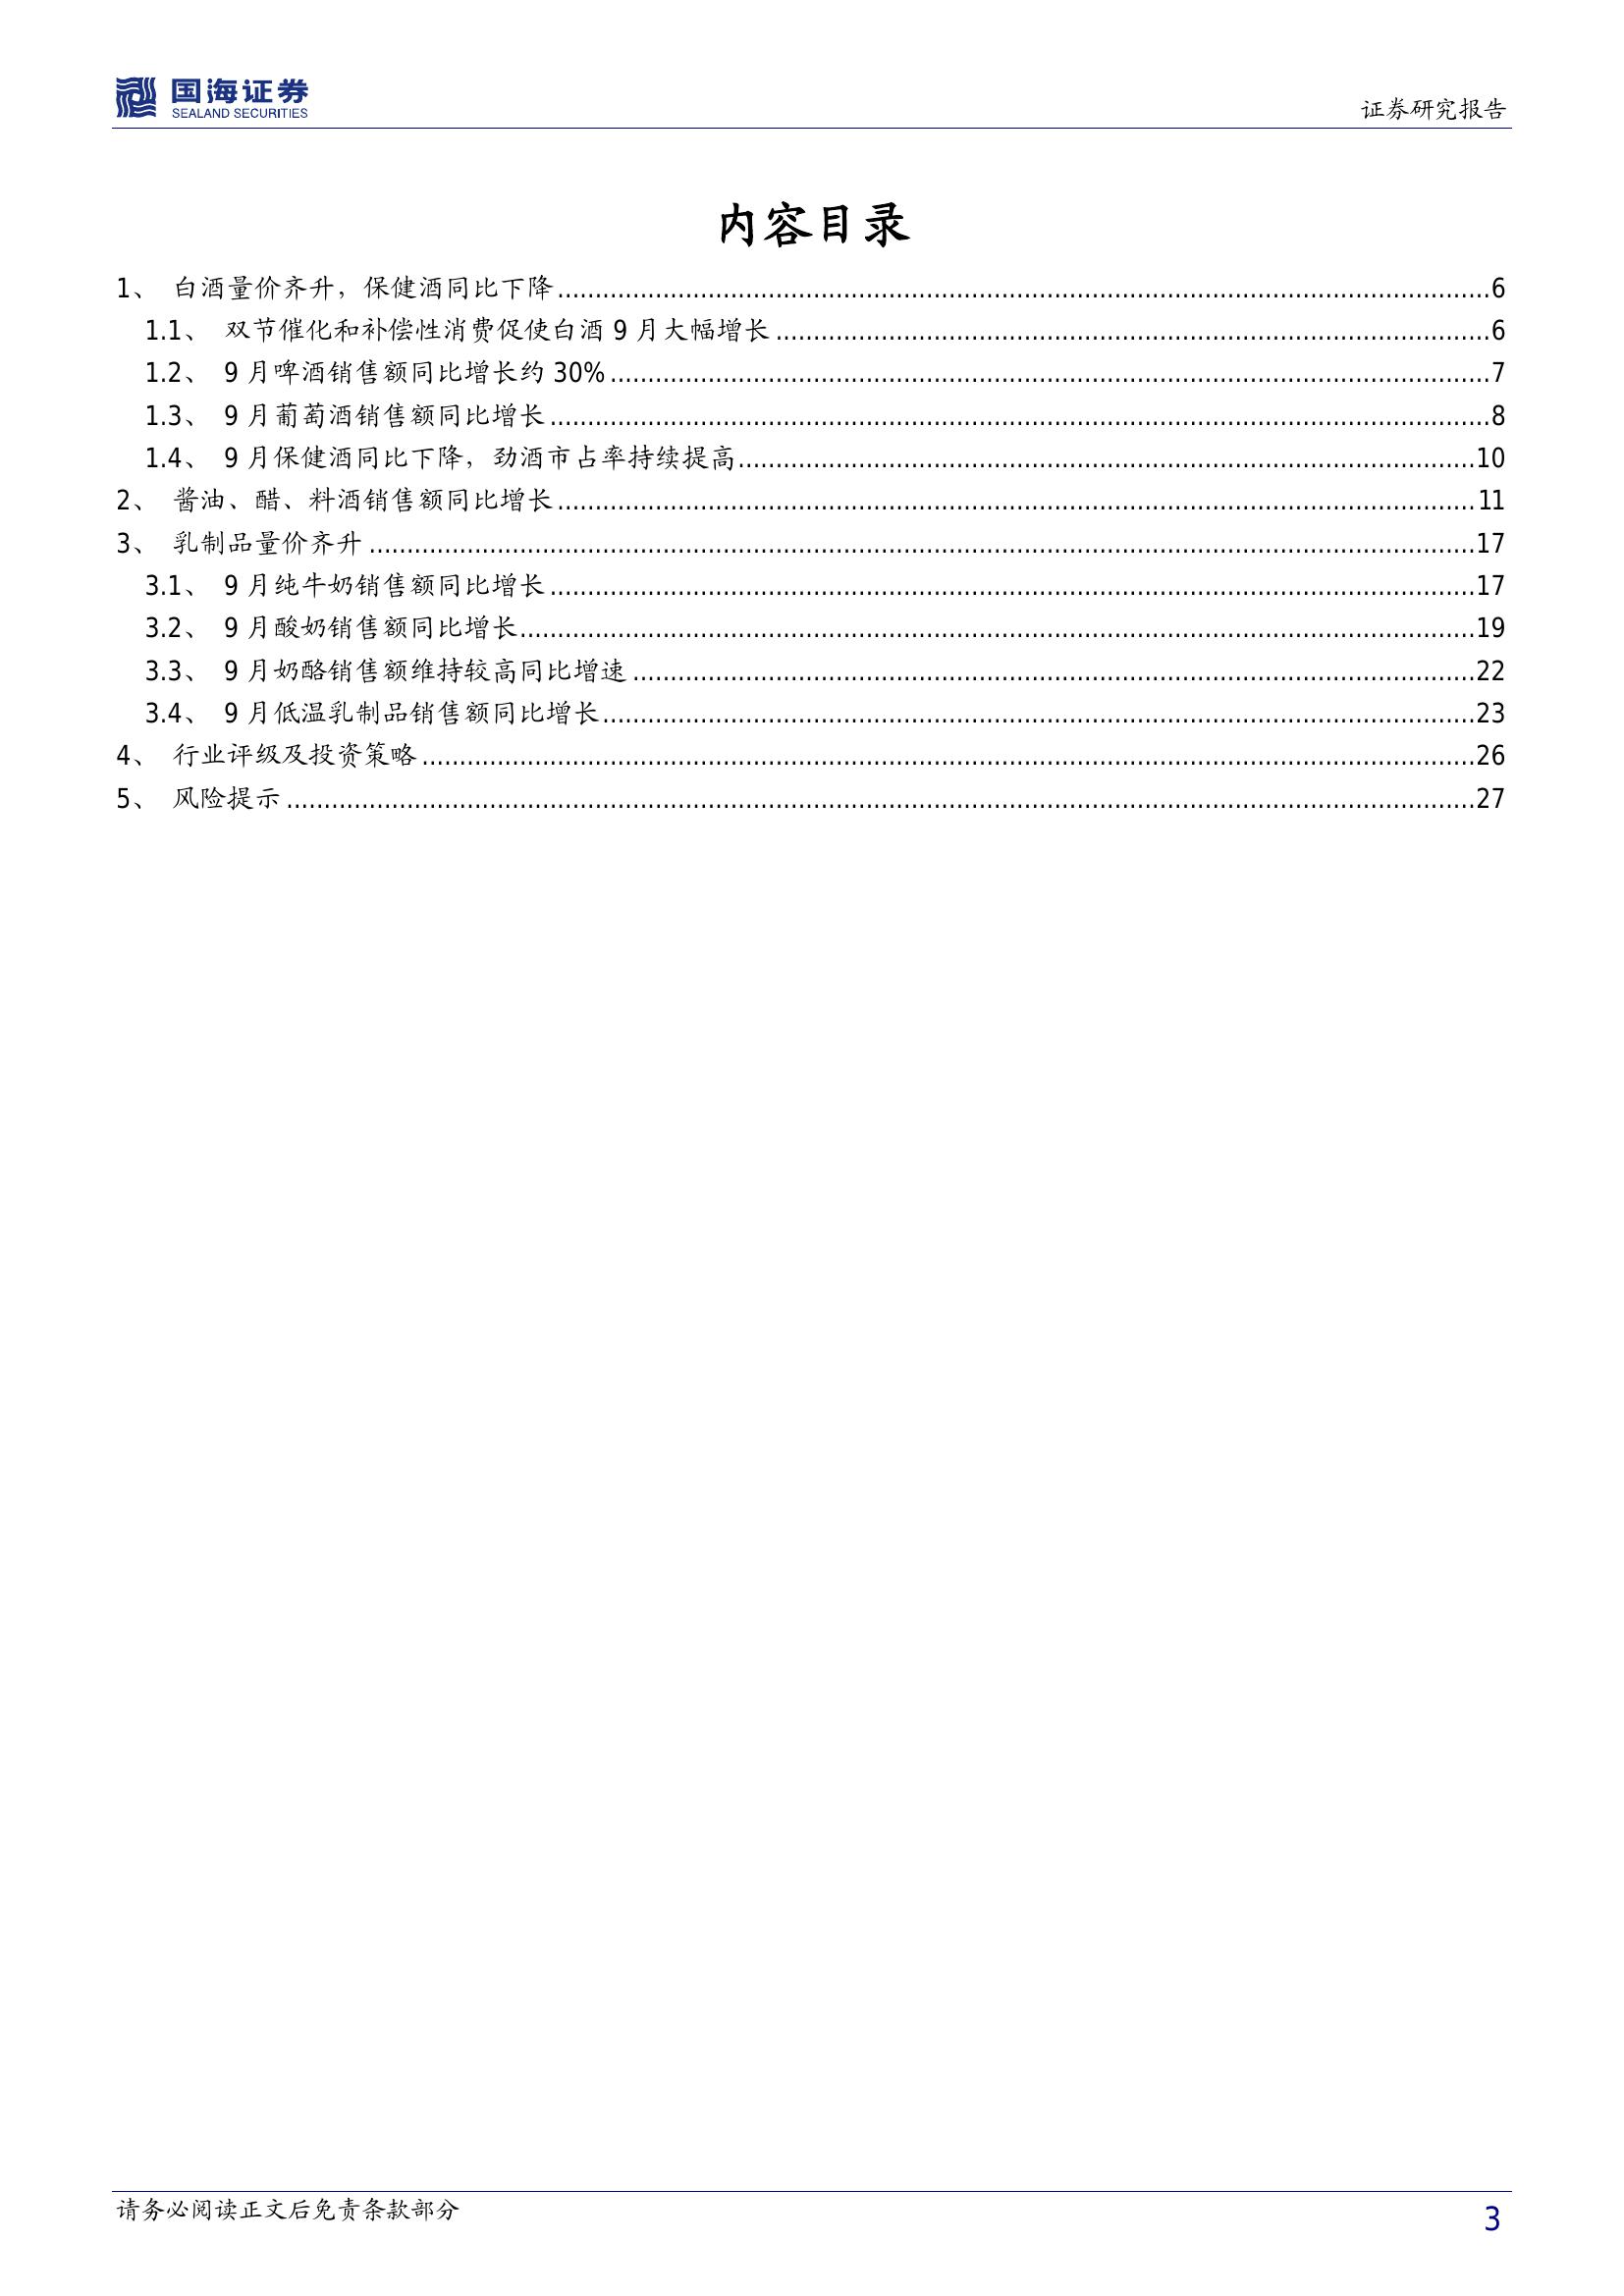 国海证券
SEALAND SECURITIES
证券研究报告
内容目录
1、 白酒量价齐升，保健酒同比下降............6
1.1、 双节催化和补偿性消费促使白酒 9 月大幅增长............6
1.2、 9 月啤酒销售额同比增长约 30%............7
1.3、 9 月葡萄酒销售额同比增长............8
1.4、 9 月保健酒同比下降，劲酒市占率持续提高............10
2、 酱油、醋、料酒销售额同比增长............11
3、 乳制品量价齐升............17
3.1、 9 月纯牛奶销售额同比增长............17
3.2、 9 月酸奶销售额同比增长............19
3.3、 9 月奶酪销售额维持较高同比增速............22
3.4、 9 月低温乳制品销售额同比增长............23
4、 行业评级及投资策略............26
5、 风险提示............27
请务必阅读正文后免责条款部分
3